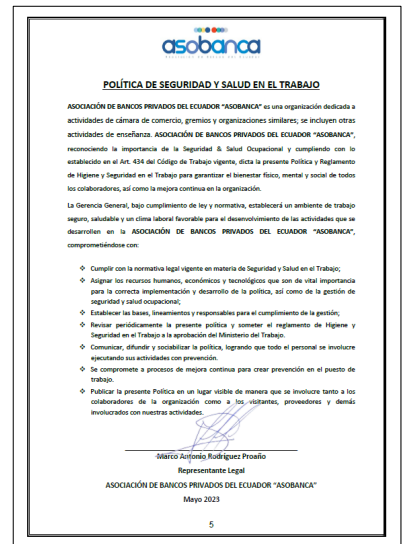 asobanca
ASOCIACIÓN DE BANCOS DEL ECUADOR
POLÍTICA DE SEGURIDAD Y SALUD EN EL TRABAJO
ASOCIACIÓN DE BANCOS PRIVADOS DEL ECUADOR “ASOBANCA” es una organización dedicada a
actividades de cámara de comercio, gremios y organizaciones similares; se incluyen otras
actividades de enseñanza. ASOCIACIÓN DE BANCOS PRIVADOS DEL ECUADOR “ASOBANCA”,
reconociendo la importancia de la Seguridad & Salud Ocupacional y cumpliendo con lo
establecido en el Art. 434 del Código de Trabajo vigente, dicta la presente Política y Reglamento
de Higiene y Seguridad en el Trabajo para garantizar el bienestar físico, mental y social de todos
los colaboradores, así como la mejora continua en la organización.
La Gerencia General, bajo cumplimiento de ley y normativa, establecerá un ambiente de trabajo
seguro, saludable y un clima laboral favorable para el desenvolvimiento de las actividades que se
desarrollen en la ASOCIACIÓN DE BANCOS PRIVADOS DEL ECUADOR “ASOBANCA”,
comprometiéndose con:
❖ Cumplir con la normativa legal vigente en materia de Seguridad y Salud en el Trabajo;
❖ Asignar los recursos humanos, económicos y tecnológicos que son de vital importancia
para la correcta implementación y desarrollo de la política, así como de la gestión de
seguridad y salud ocupacional;
❖ Establecer las bases, lineamientos y responsables para el cumplimiento de la gestión;
❖ Revisar periódicamente la presente política y someter el reglamento de Higiene y
Seguridad en el Trabajo a la aprobación del Ministerio del Trabajo.
❖ Comunicar, difundir y sociabilizar la política, logrando que todo el personal se involucre
ejecutando sus actividades con prevención.
❖ Se compromete a procesos de mejora continua para crear prevención en el puesto de
trabajo.
❖ Publicar la presente Política en un lugar visible de manera que se involucre tanto a los
colaboradores de la organización como a los visitantes, proveedores y demás
involucrados con nuestras actividades.
Marco Antonio Rodríguez Proaño
Representante Legal
ASOCIACIÓN DE BANCOS PRIVADOS DEL ECUADOR “ASOBANCA”
Mayo 2023
5